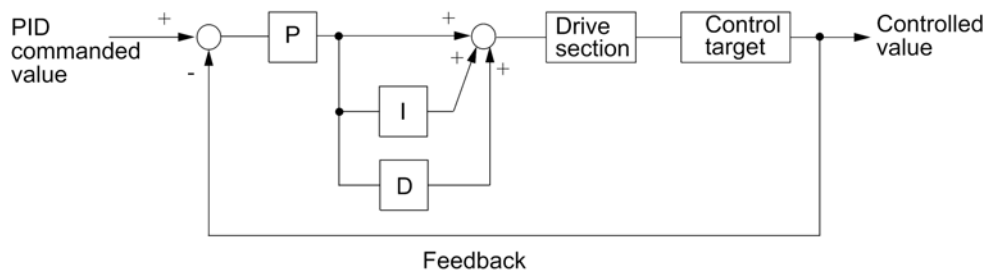 PID
commanded
value
+
-
P
I
D
+
+
+
Drive
section
Control
target
Controlled
value
Feedback